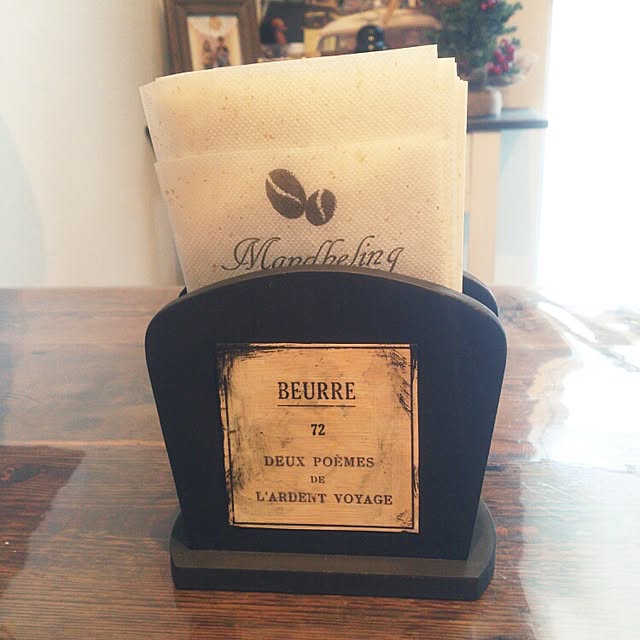 Mandheling
BEURRE
72
DEUX POÈMES
DE
L'ARDENT VOYAGE